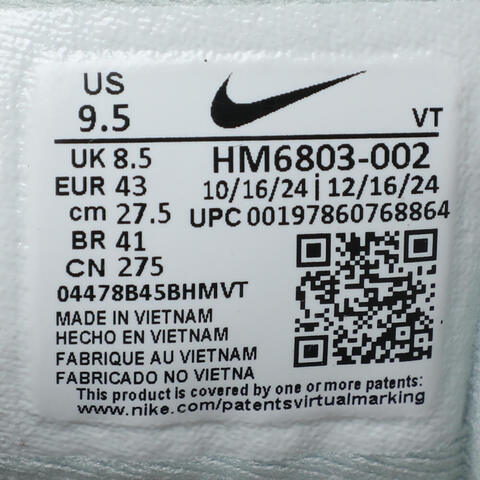 US
9.5
VT
UK 8.5
HM6803-002
EUR 43
10/16/24 | 12/16/24
cm 27.5
UPC 00197860768864
BR 41
CN 275
04478B45BHMVT
MADE IN VIETNAM
HECHO EN VIETNAM
FABRIQUE AU VIETNAM
FABRICADO NO VIETNA
This product is covered by one or more patents:
www.nike.com/patentsvirtualmarking